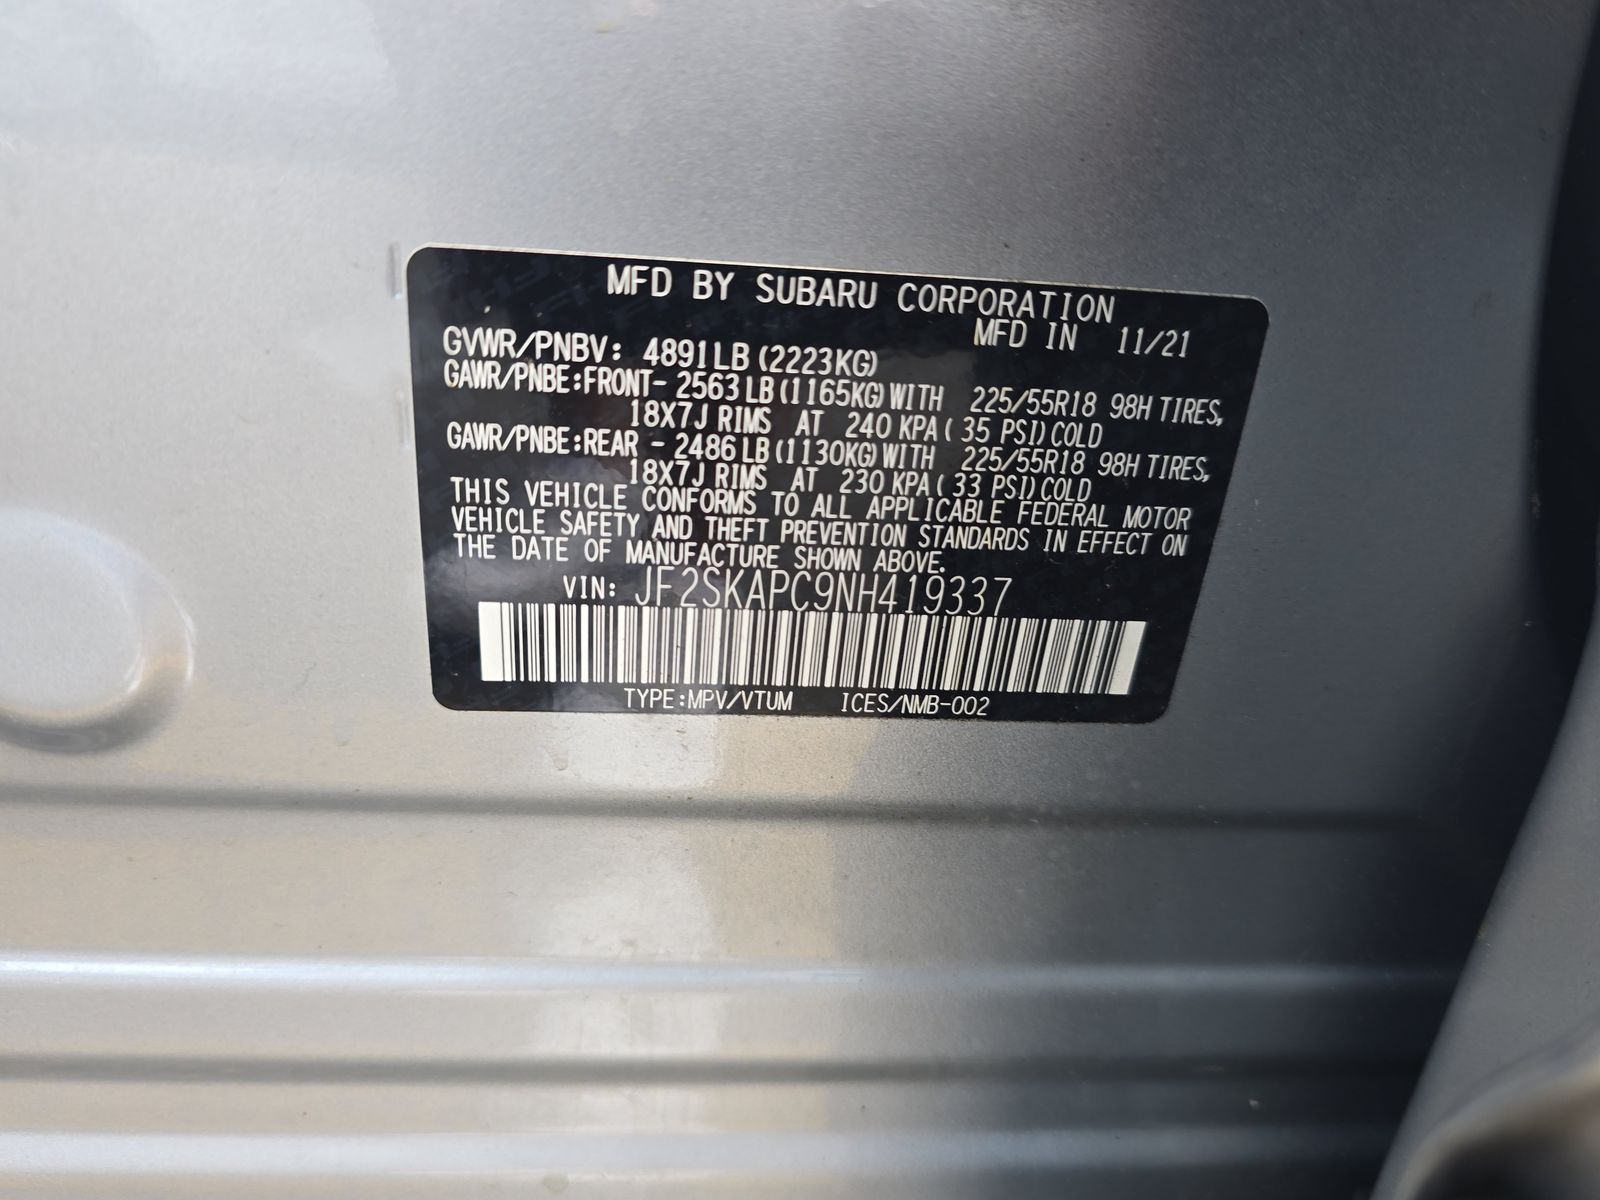 MFD BY SUBARU CORPORATION
MFD IN 11/21
GVWR/PNBV: 4891LB (2223KG)
GAWR/PNBE:FRONT- 2563LB(1165KG)WITH 225/55R18 98H TIRES,
18X7J RIMS AT 240 KPA( 35 PSI)COLD
GAWR/PNBE:REAR - 2486LB(1130KG)WITH 225/55R18 98H TIRES,
18X7J RIMS AT 230 KPA( 33 PSI)COLD
THIS VEHICLE CONFORMS TO ALL APPLICABLE FEDERAL MOTOR
VEHICLE SAFETY AND THEFT PREVENTION STANDARDS IN EFFECT ON
THE DATE OF MANUFACTURE SHOWN ABOVE.
VIN: JF2SKAPC9NH419337
TYPE:MPV/VTUM ICES/NMB-002